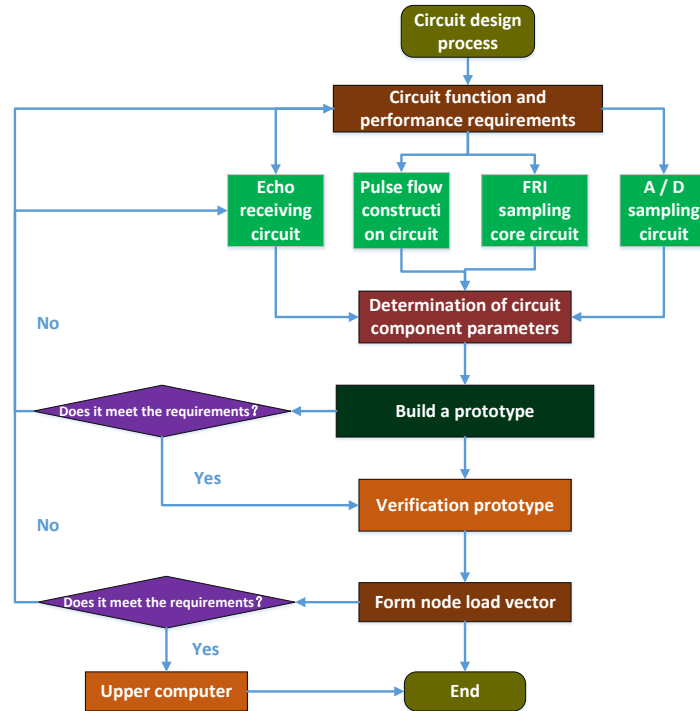 Circuit design
process
Circuit function and
performance requirements
Echo
receiving
circuit
Pulse flow
constructi
on circuit
FRI
sampling
core circuit
A / D
sampling
circuit
Determination of circuit
component parameters
No
Does it meet the requirements?
Build a prototype
Yes
Verification prototype
No
Does it meet the requirements?
Form node load vector
Yes
Upper computer
End